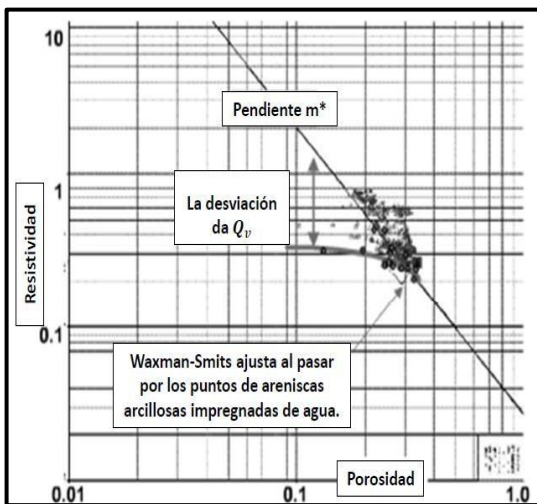 10
Pendiente m*
1
La desviación
da Qᵥ
Resistividad
0.1
Waxman-Smits ajusta al pasar
por los puntos de areniscas
arcillosas impregnadas de agua.
Porosidad
0.01
0.1
1.0